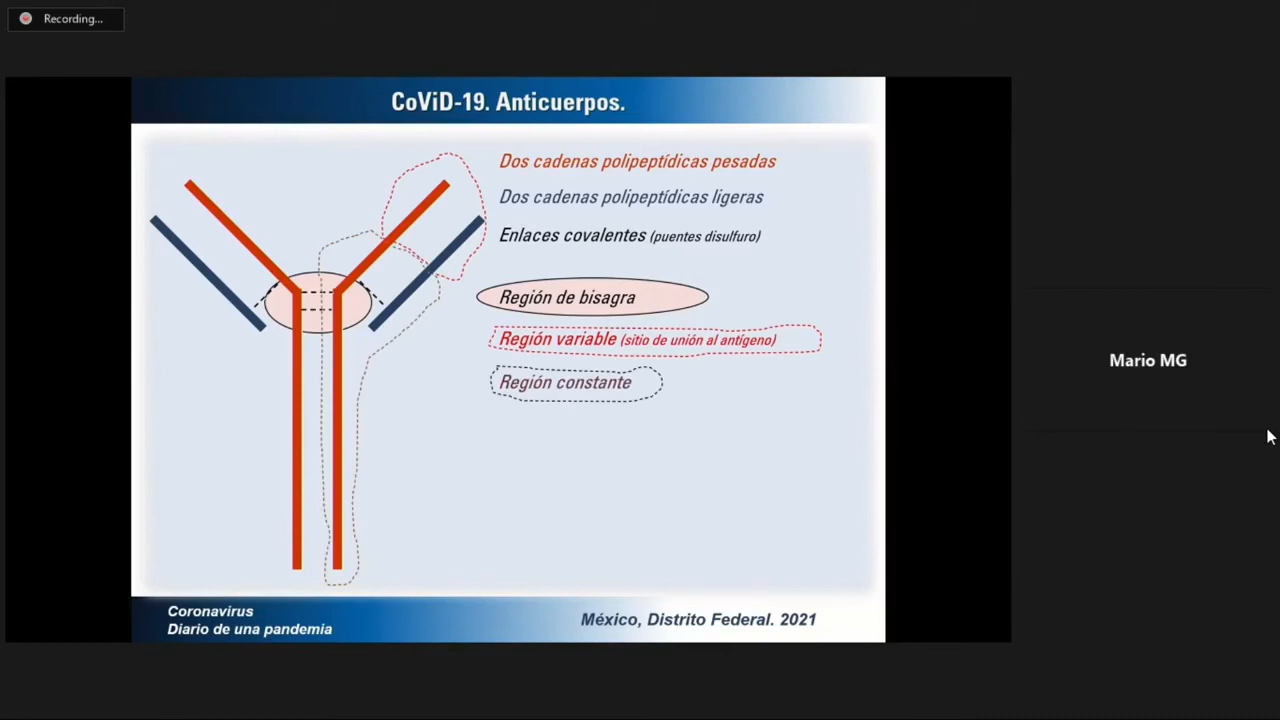 Recording...
CoViD-19. Anticuerpos.
Dos cadenas polipeptídicas pesadas
Dos cadenas polipeptídicas ligeras
Enlaces covalentes (puentes disulfuro)
Región de bisagra
Región variable (sitio de unión al antígeno)
Región constante
Mario MG
Coronavirus
Diario de una pandemia
México, Distrito Federal. 2021